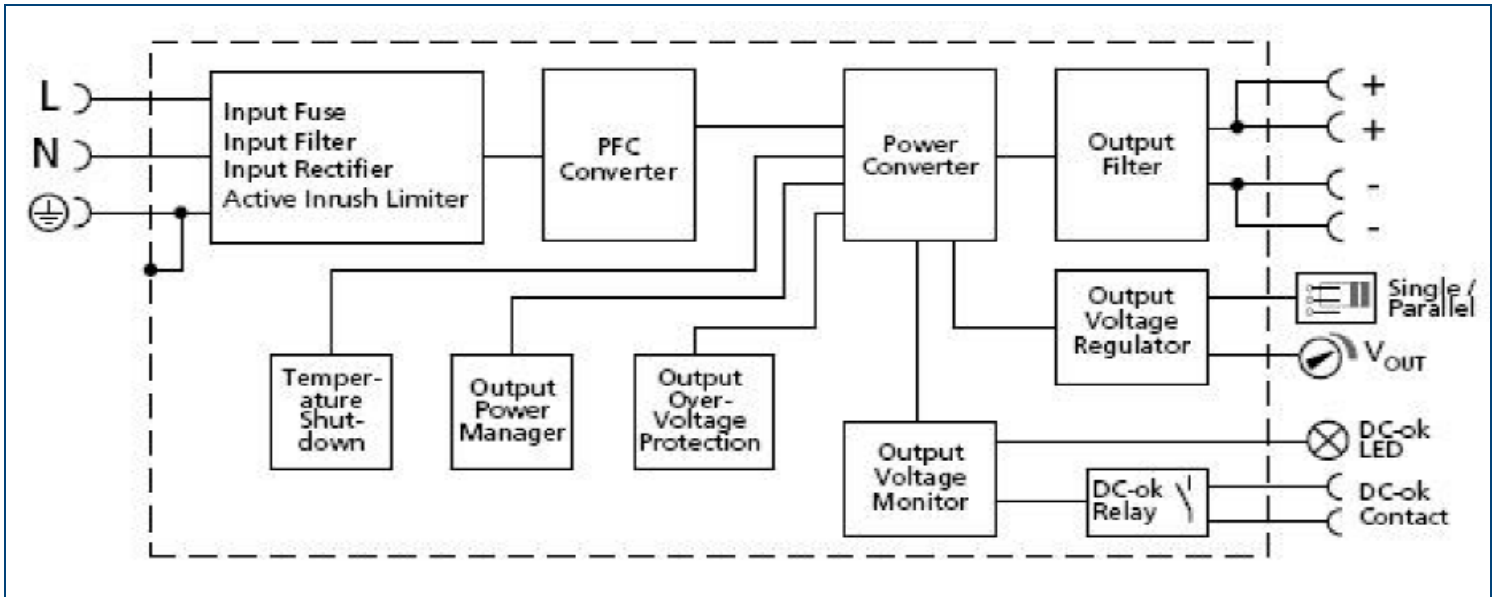 L
N
Input Fuse
Input Filter
Input Rectifier
Active Inrush Limiter
PFC
Converter
Power
Converter
Output
Filter
+
+
-
-
Output
Voltage
Regulator
Single /
Parallel
VOUT
Temper-
ature
Shut-
down
Output
Power
Manager
Output
Over-
Voltage
Protection
Output
Voltage
Monitor
DC-ok
LED
DC-ok
Relay
DC-ok
Contact